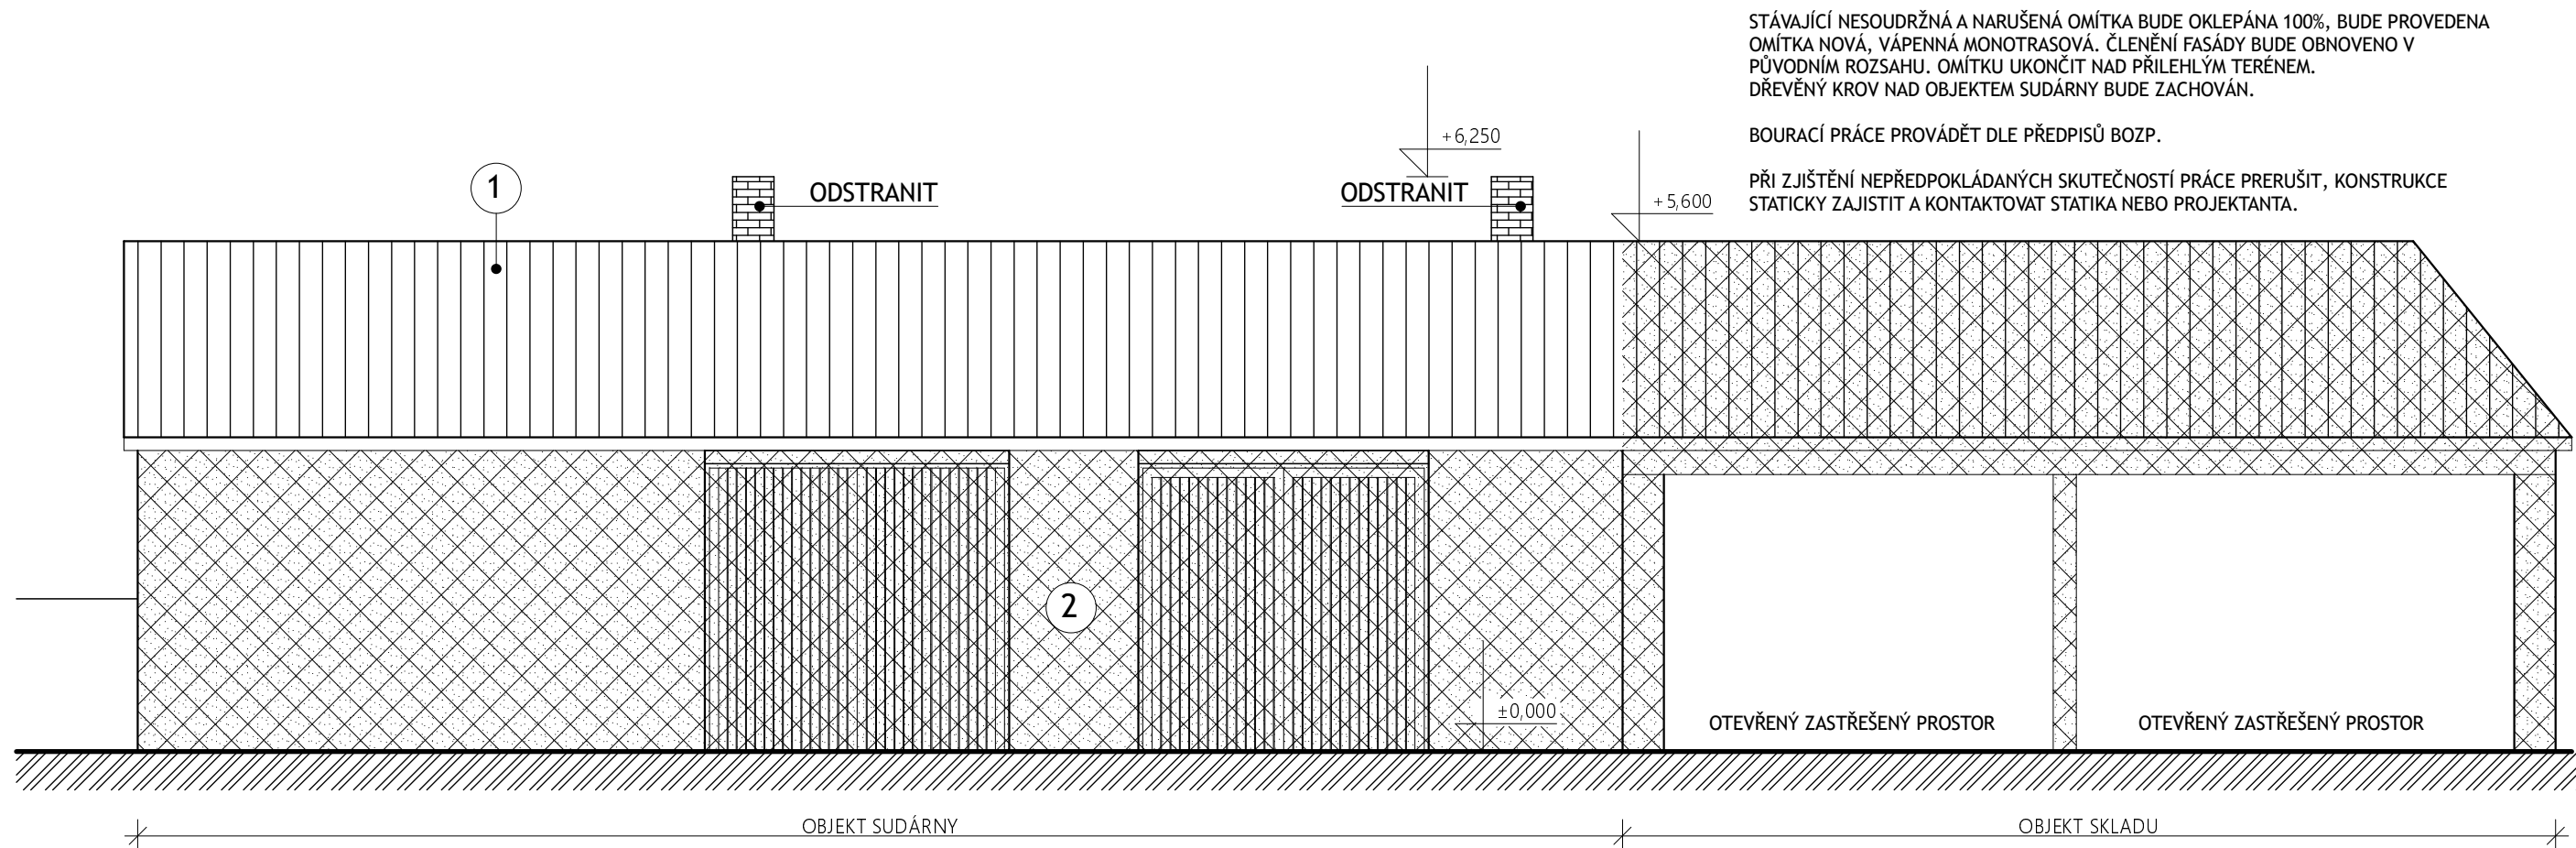 STÁVAJÍCÍ NESOUDRŽNÁ A NARUŠENÁ OMÍTKA BUDE OKLEPÁNA 100%, BUDE PROVEDENA
OMÍTKA NOVÁ, VÁPENNÁ MONOTRASOVÁ. ČLENĚNÍ FASÁDY BUDE OBNOVENO V
PŮVODNÍM ROZSAHU. OMÍTKU UKONČIT NAD PŘILEHLÝM TERÉNEM.
DŘEVĚNÝ KROV NAD OBJEKTEM SUDÁRNY BUDE ZACHOVÁN.
BOURACÍ PRÁCE PROVÁDĚT DLE PŘEDPISŮ BOZP.
PŘI ZJIŠTĚNÍ NEPŘEDPOKLÁDANÝCH SKUTEČNOSTÍ PRÁCE PRERUŠIT, KONSTRUKCE
STATICKY ZAJISTIT A KONTAKTOVAT STATIKA NEBO PROJEKTANTA.
+6,250
1
ODSTRANIT
ODSTRANIT
+5,600
2
±0,000
OTEVŘENÝ ZASTŘEŠENÝ PROSTOR
OTEVŘENÝ ZASTŘEŠENÝ PROSTOR
OBJEKT SUDÁRNY
OBJEKT SKLADU